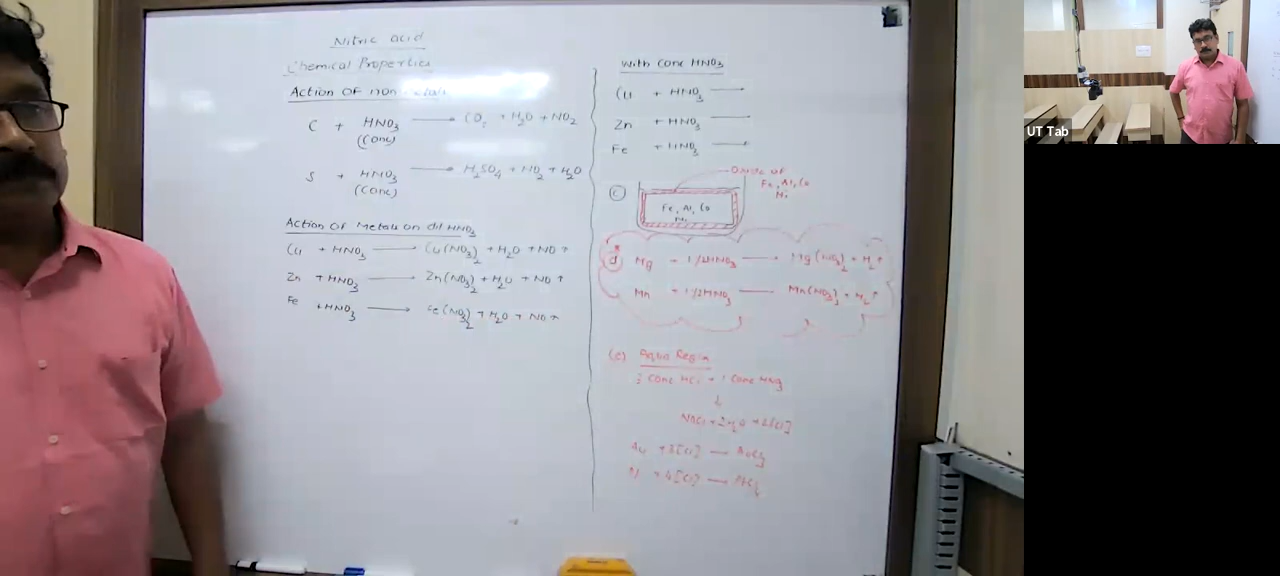 Nitric acid
Chemical Properties
Action OF non metals
C + HNO3 (conc) ⟶ CO2 + H2O + NO2
S + HNO3 (conc) ⟶ H2SO4 + NO2 + H2O
Action of Metals on dil HNO3
Cu + HNO3 ⟶ Cu(NO3)2 + H2O + NO↑
Zn + HNO3 ⟶ Zn(NO3)2 + H2O + NO↑
Fe + HNO3 ⟶ Fe(NO3)2 + H2O + NO↑
With conc HNO3
Cu + HNO3 ⟶
Zn + HNO3 ⟶
Fe + HNO3 ⟶
(c)
Oxide of
Fe, Al, Co
Ni
Fe, Al, Co
Ni
(d) Mg + 1/2HNO3 ⟶ Mg(NO3)2 + H2↑
Mn + 1/2HNO3 ⟶ Mn(NO3)2 + H2↑
(e) Aqua Regia
3 Conc HCl + 1 Conc HNO3
↓
NOCl + 2H2O + 2[Cl]
Au + 3[Cl] ⟶ AuCl3
Pt + 4[Cl] ⟶ PtCl4
UT Tab